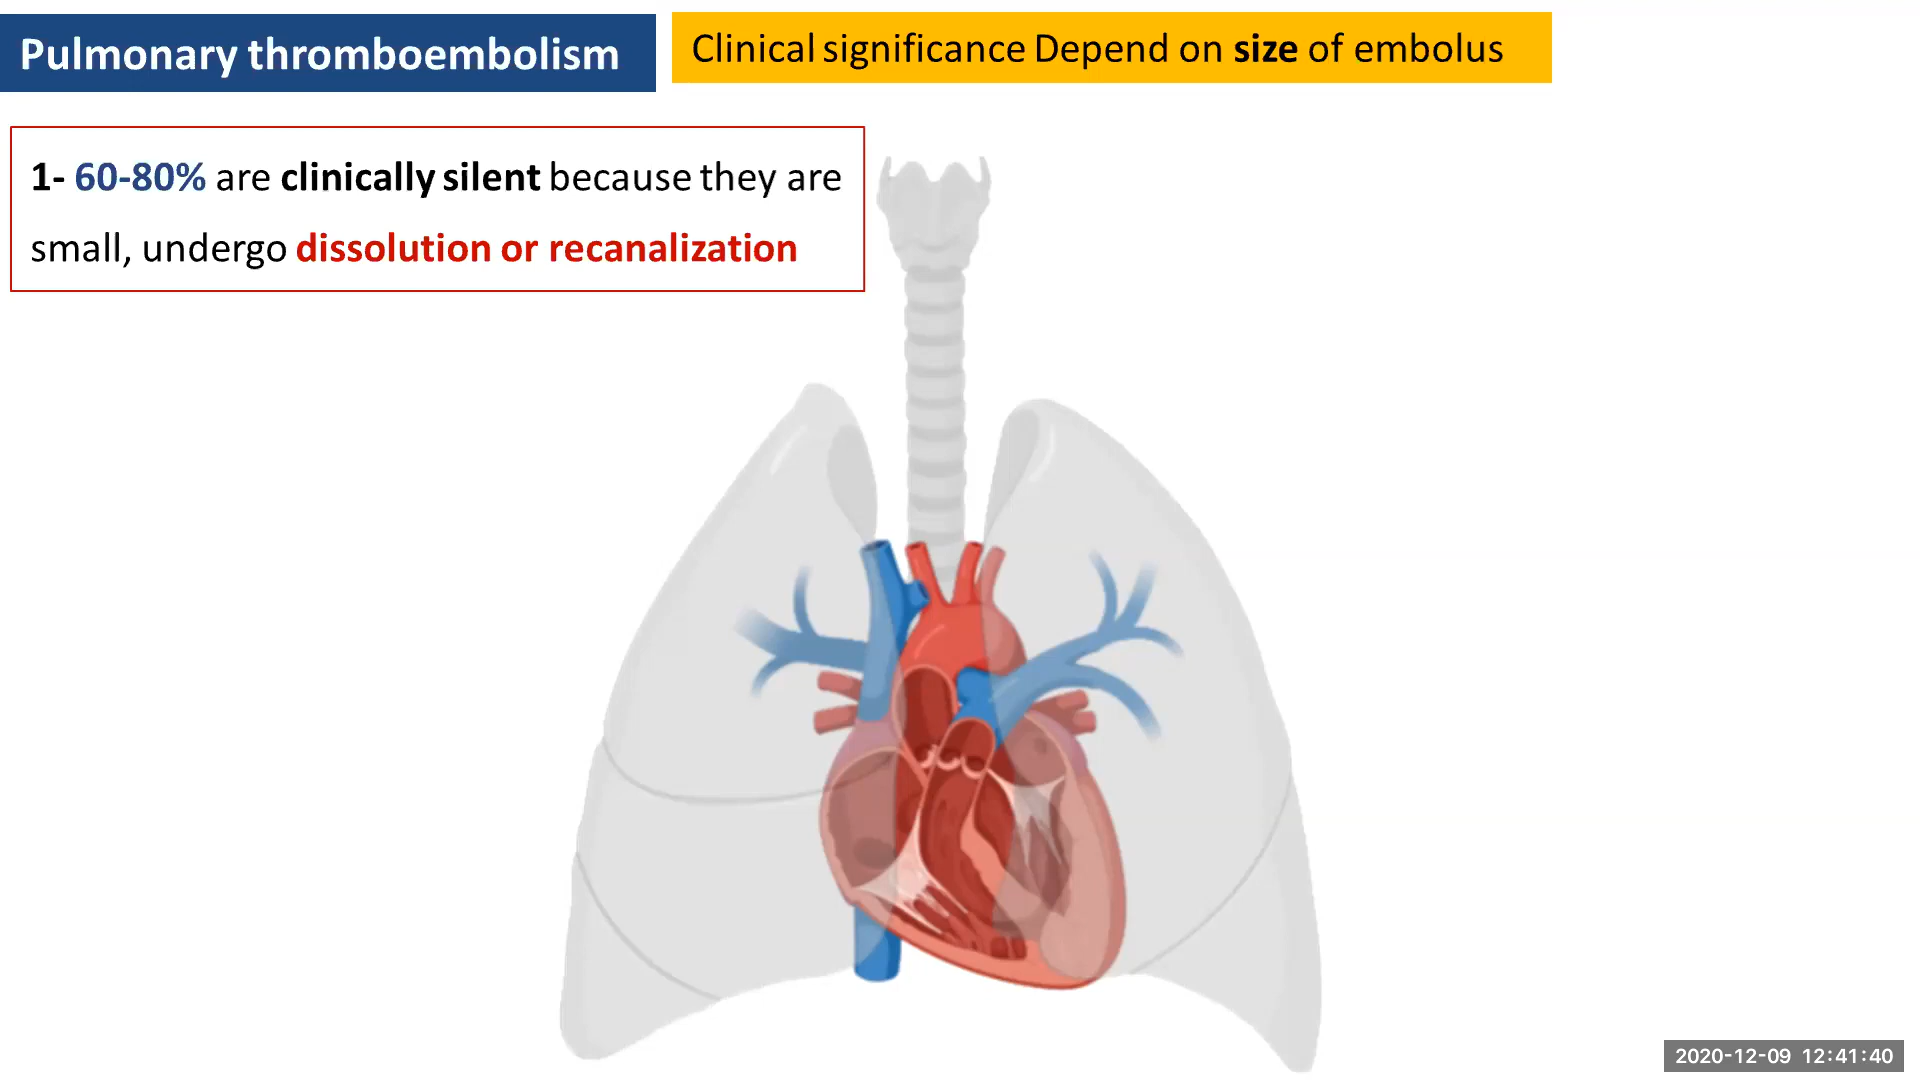 Pulmonary thromboembolism
Clinical significance Depend on size of embolus
1- 60-80% are clinically silent because they are
small, undergo dissolution or recanalization
2020-12-09 12:41:40